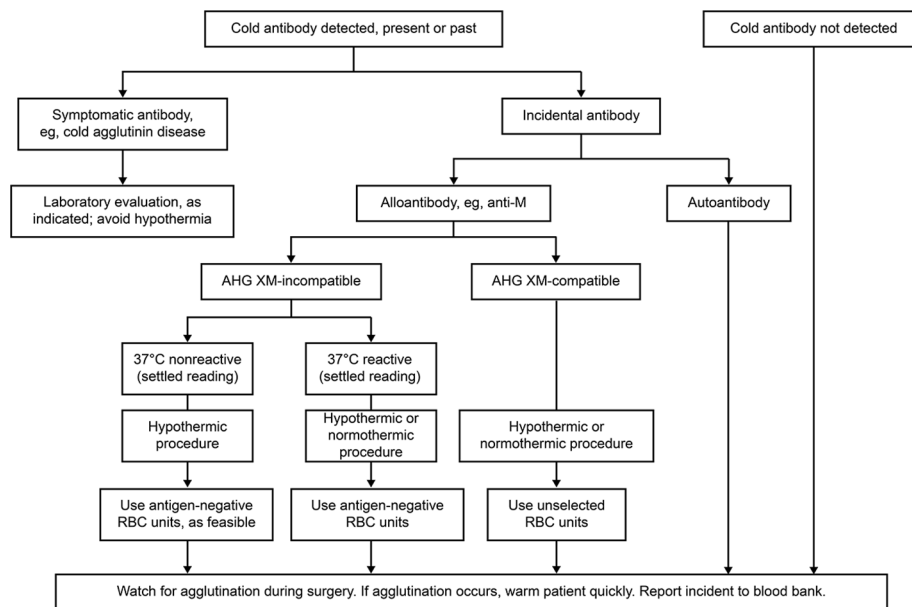 Cold antibody detected, present or past
Cold antibody not detected
Symptomatic antibody,
eg, cold agglutinin disease
Incidental antibody
Laboratory evaluation, as
indicated; avoid hypothermia
Alloantibody, eg, anti-M
Autoantibody
AHG XM-incompatible
AHG XM-compatible
37°C nonreactive
(settled reading)
37°C reactive
(settled reading)
Hypothermic
procedure
Hypothermic or
normothermic
procedure
Hypothermic or
normothermic procedure
Use antigen-negative
RBC units, as feasible
Use antigen-negative
RBC units
Use unselected
RBC units
Watch for agglutination during surgery. If agglutination occurs, warm patient quickly. Report incident to blood bank.